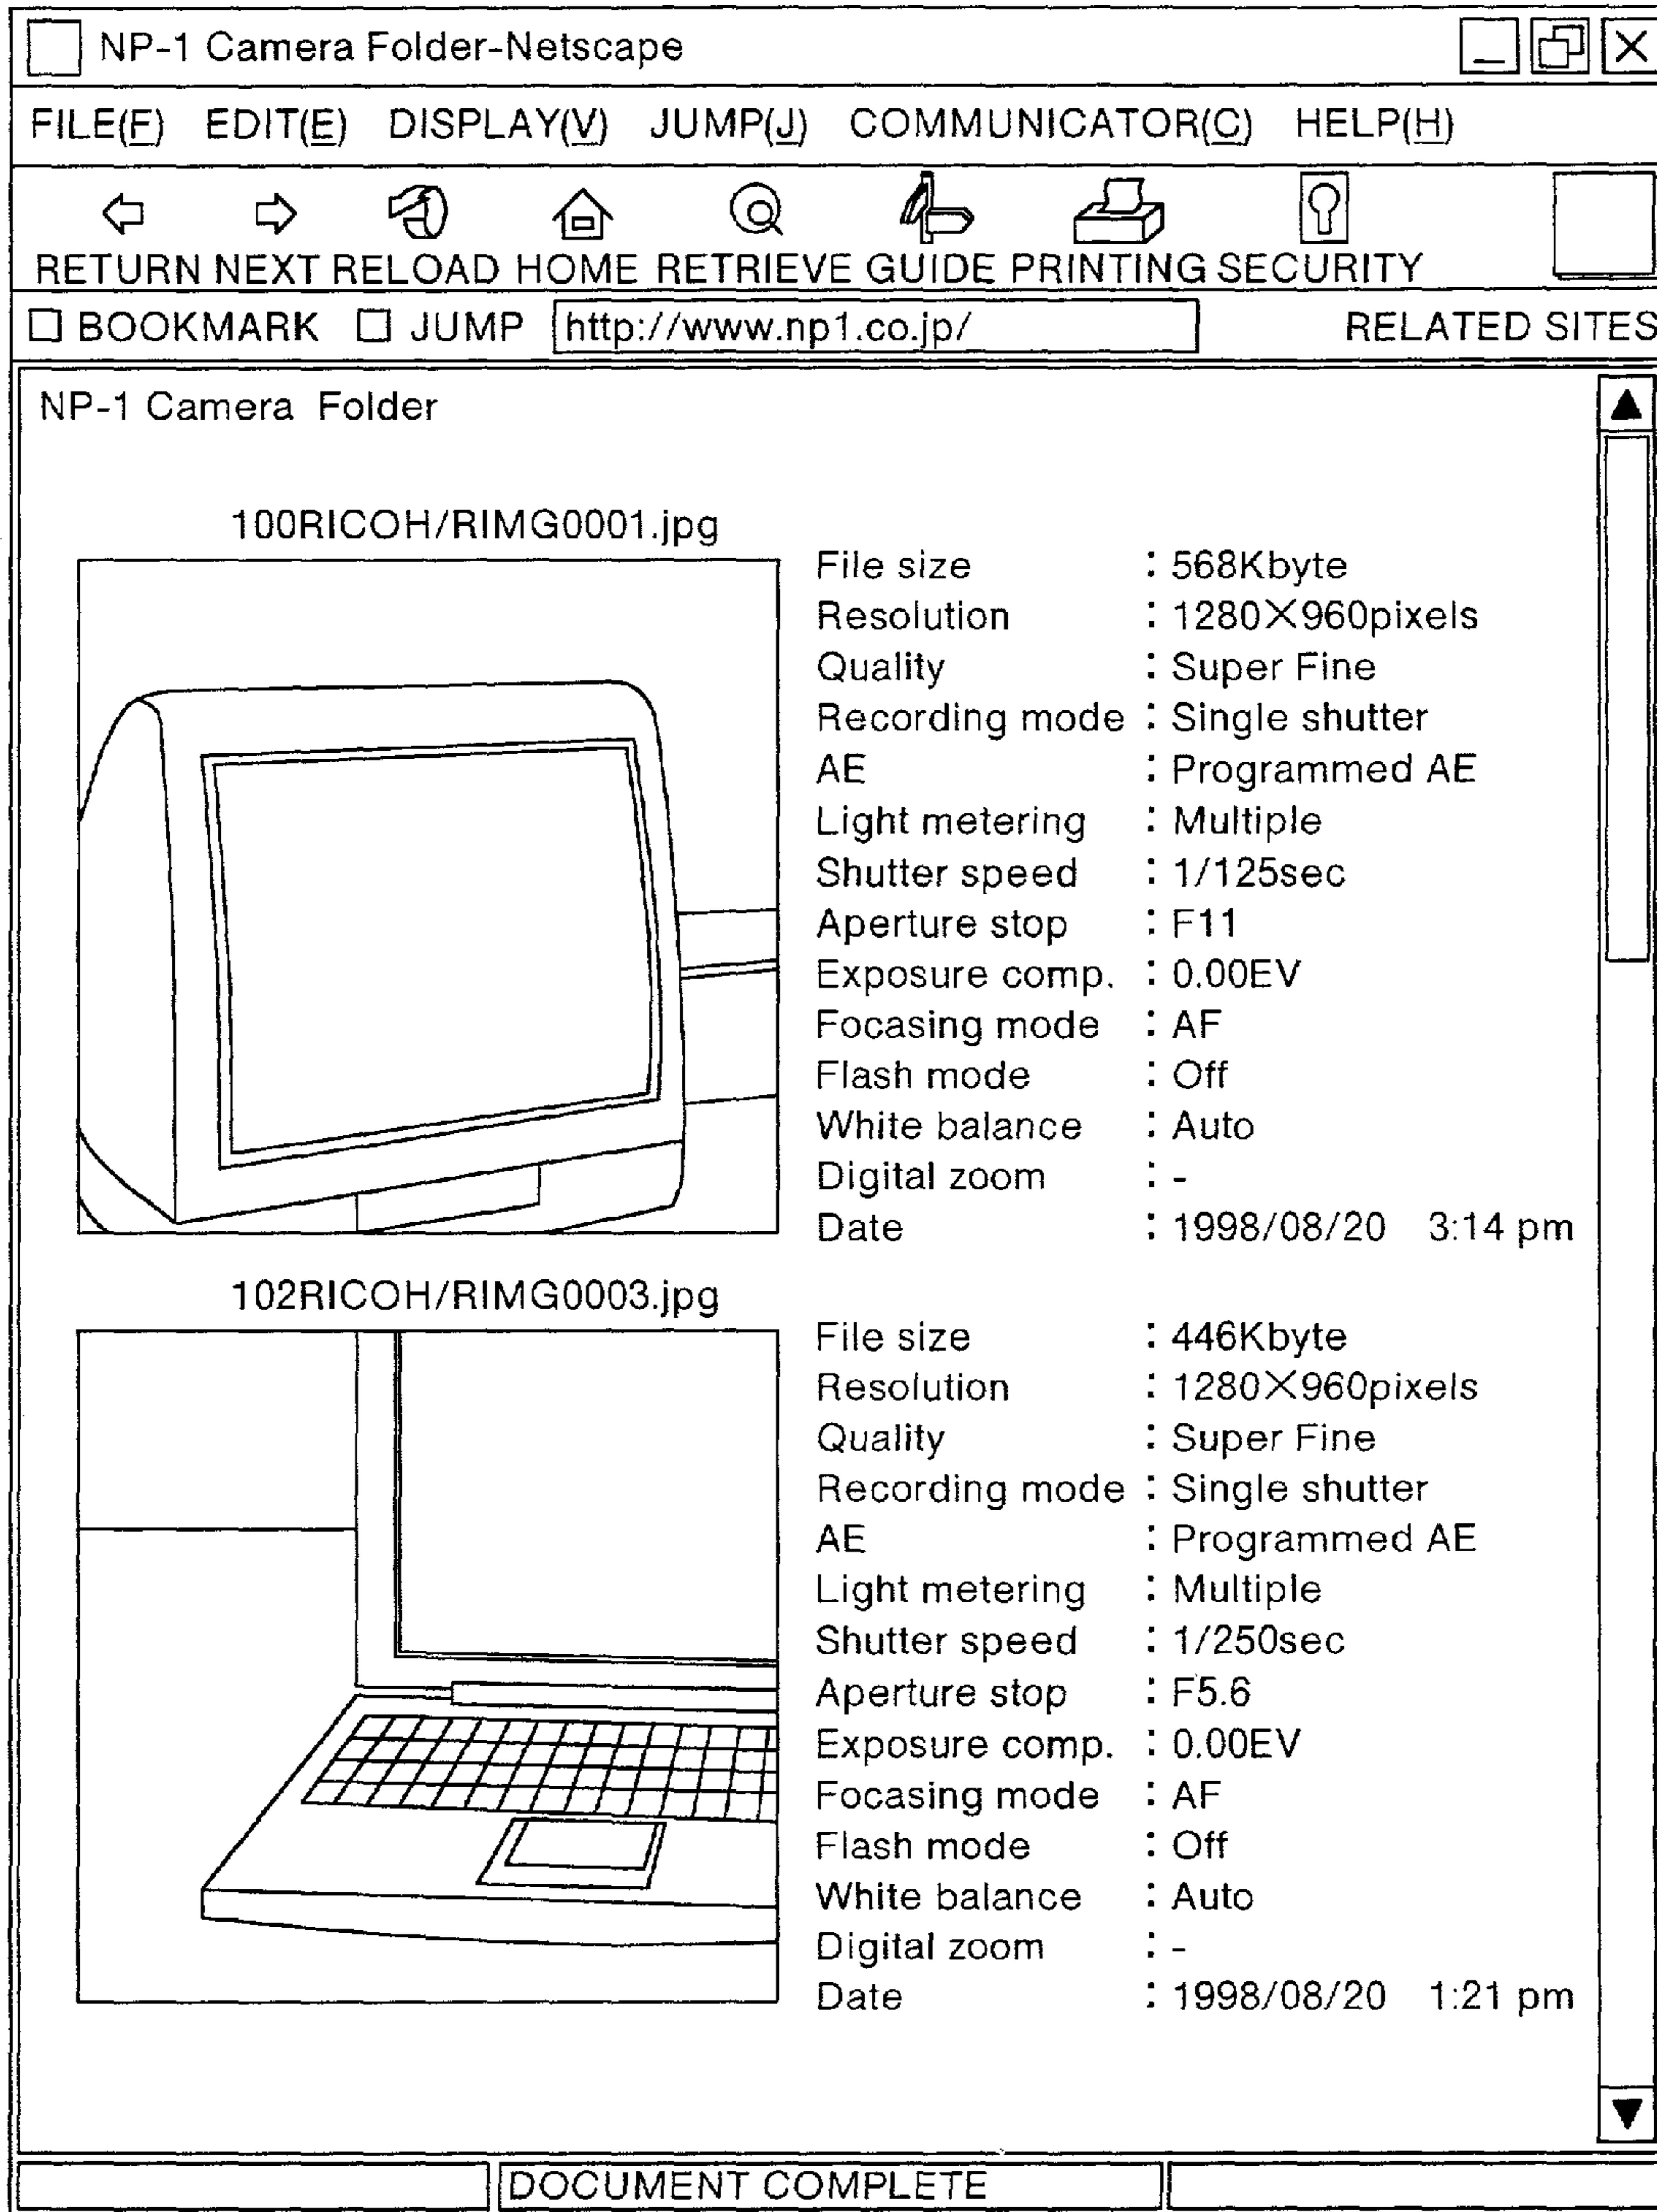 NP-1 Camera Folder-Netscape
FILE(F) EDIT(E) DISPLAY(V) JUMP(J) COMMUNICATOR(C) HELP(H)
RETURN NEXT RELOAD HOME RETRIEVE GUIDE PRINTING SECURITY
BOOKMARK JUMP http://www.np1.co.jp/ RELATED SITES
NP-1 Camera Folder
100RICOH/RIMG0001.jpg
File size : 568Kbyte
Resolution : 1280×960pixels
Quality : Super Fine
Recording mode : Single shutter
AE : Programmed AE
Light metering : Multiple
Shutter speed : 1/125sec
Aperture stop : F11
Exposure comp. : 0.00EV
Focasing mode : AF
Flash mode : Off
White balance : Auto
Digital zoom : -
Date : 1998/08/20 3:14 pm
102RICOH/RIMG0003.jpg
File size : 446Kbyte
Resolution : 1280×960pixels
Quality : Super Fine
Recording mode : Single shutter
AE : Programmed AE
Light metering : Multiple
Shutter speed : 1/250sec
Aperture stop : F5.6
Exposure comp. : 0.00EV
Focasing mode : AF
Flash mode : Off
White balance : Auto
Digital zoom : -
Date : 1998/08/20 1:21 pm
DOCUMENT COMPLETE